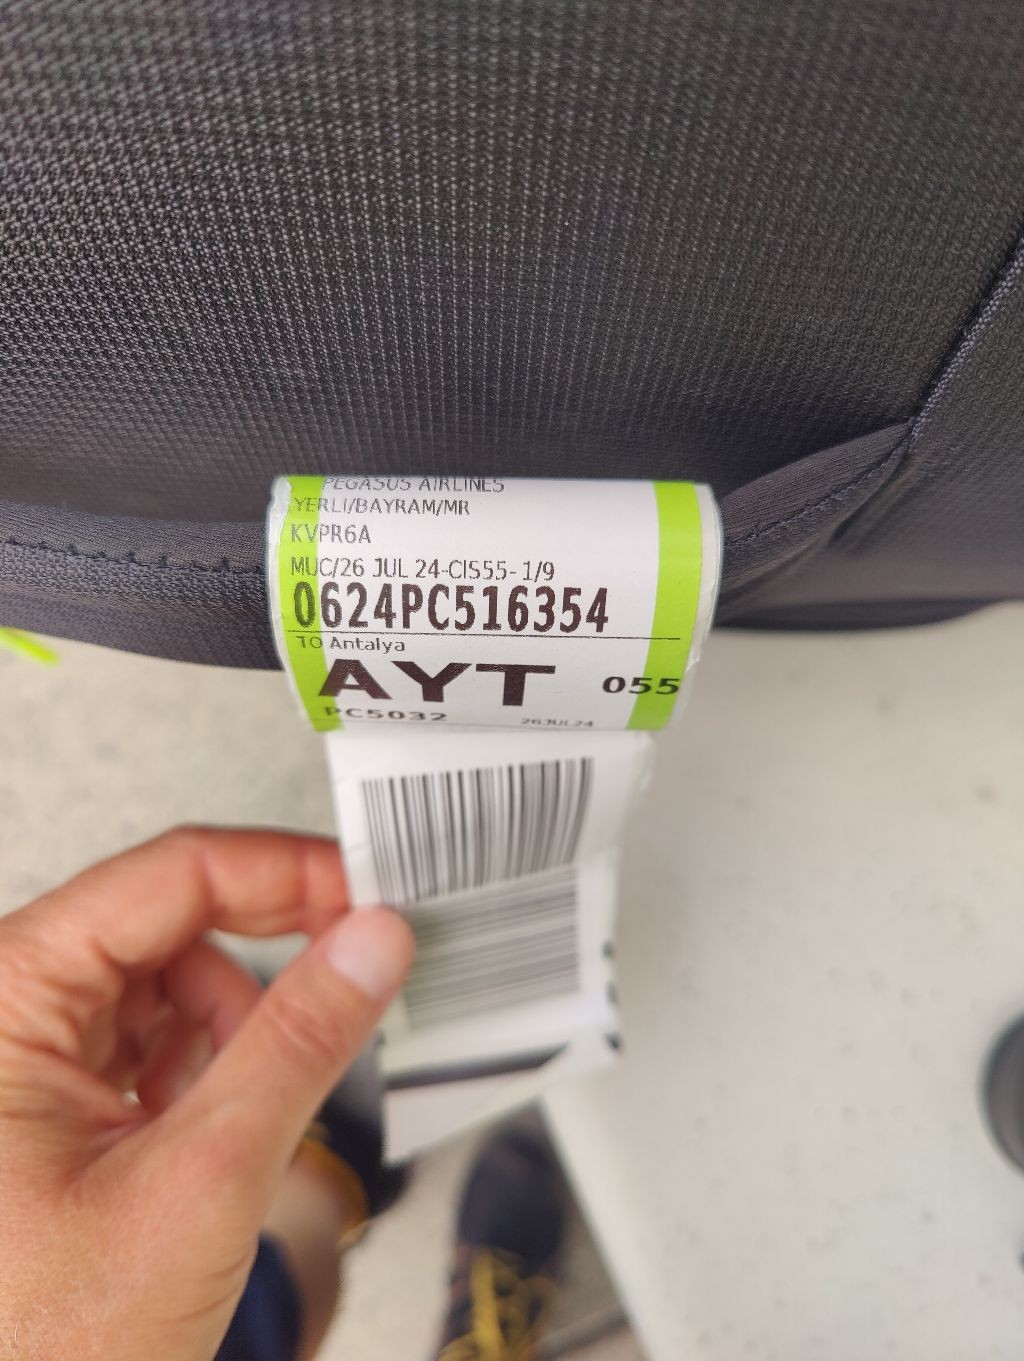 PEGASUS AIRLINES
YERLI/BAYRAM/MR
KVPR6A
MUC/26 JUL 24-CIS55- 1/9
0624PC516354
TO Antalya
AYT 055
PC5032 26JUL24